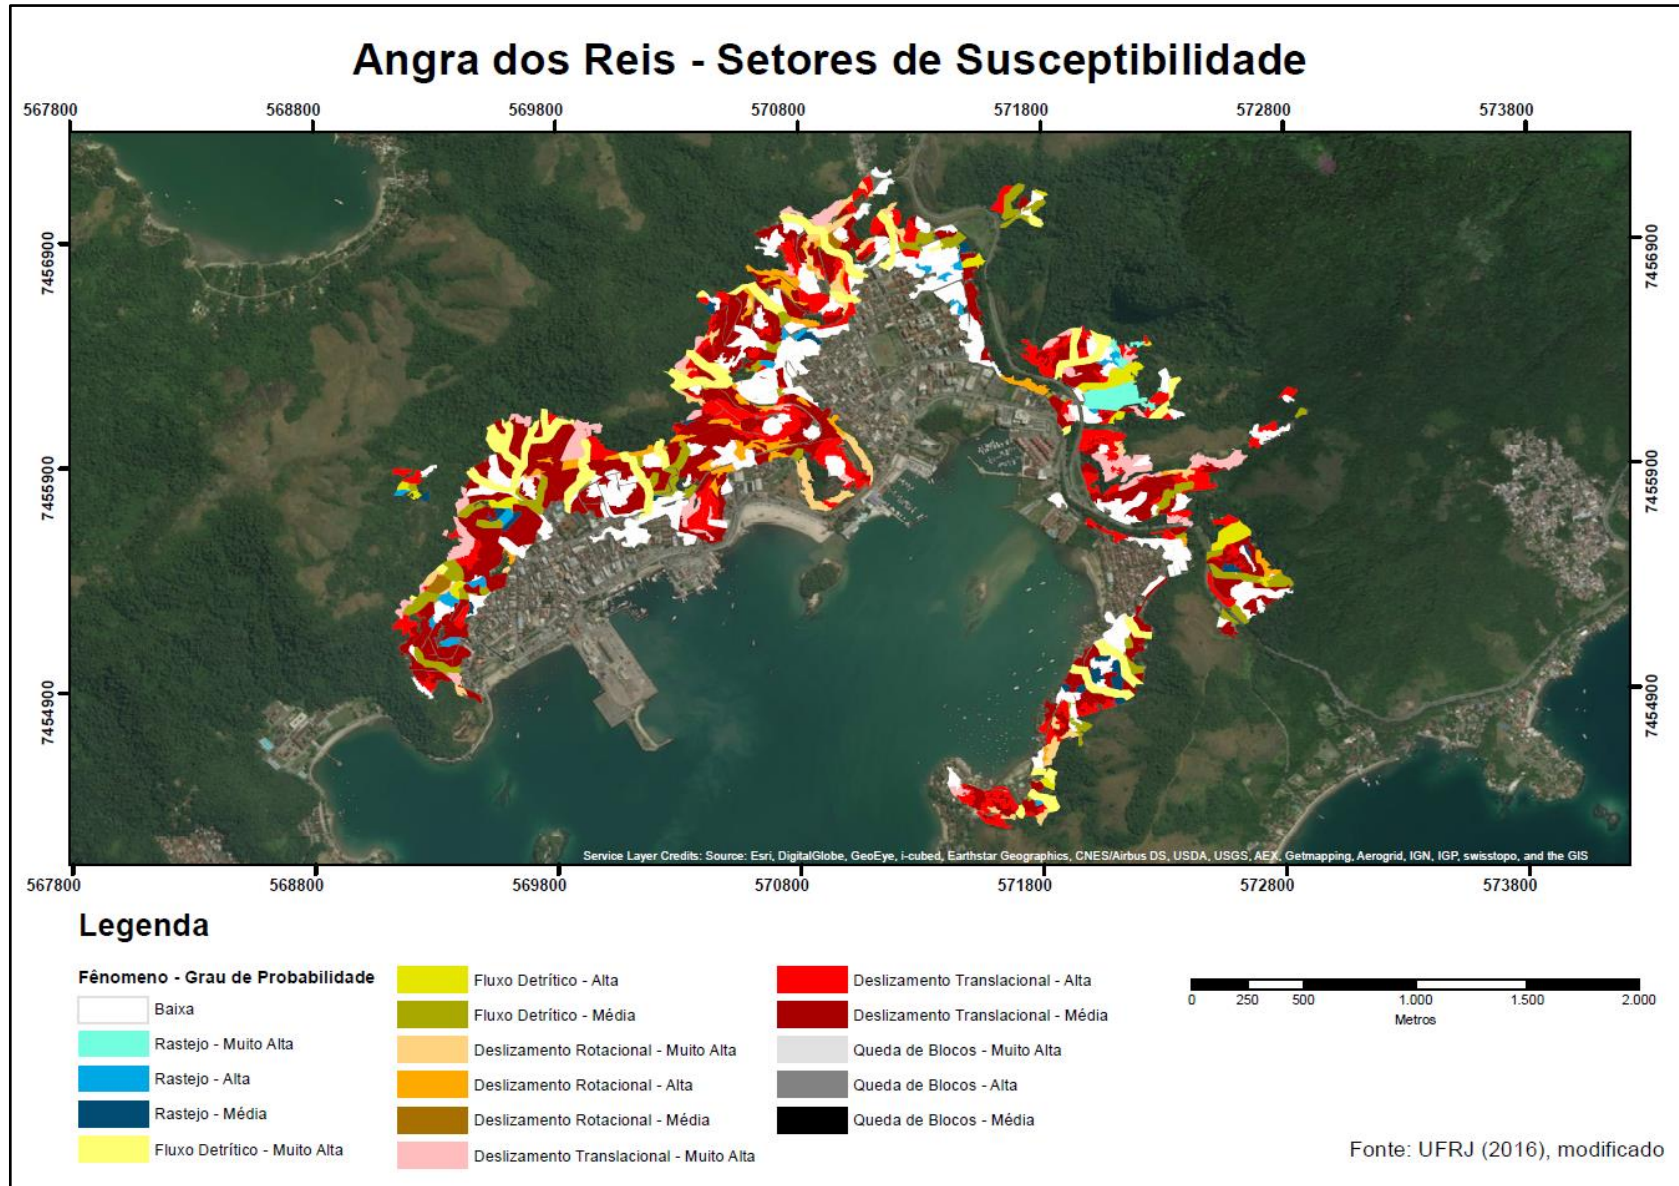 Angra dos Reis - Setores de Susceptibilidade
567800 568800 569800 570800 571800 572800 573800
7456900 7456900
7455900 7455900
7454900 7454900
Service Layer Credits: Source: Esri, DigitalGlobe, GeoEye, i-cubed, Earthstar Geographics, CNES/Airbus DS, USDA, USGS, AEX, Getmapping, Aerogrid, IGN, IGP, swisstopo, and the GIS
567800 568800 569800 570800 571800 572800 573800
Legenda
Fênomeno - Grau de Probabilidade
Baixa
Rastejo - Muito Alta
Rastejo - Alta
Rastejo - Média
Fluxo Detrítico - Muito Alta
Fluxo Detrítico - Alta
Fluxo Detrítico - Média
Deslizamento Rotacional - Muito Alta
Deslizamento Rotacional - Alta
Deslizamento Rotacional - Média
Deslizamento Translacional - Muito Alta
Deslizamento Translacional - Alta
Deslizamento Translacional - Média
Queda de Blocos - Muito Alta
Queda de Blocos - Alta
Queda de Blocos - Média
0 250 500 1.000 1.500 2.000
Metros
Fonte: UFRJ (2016), modificado